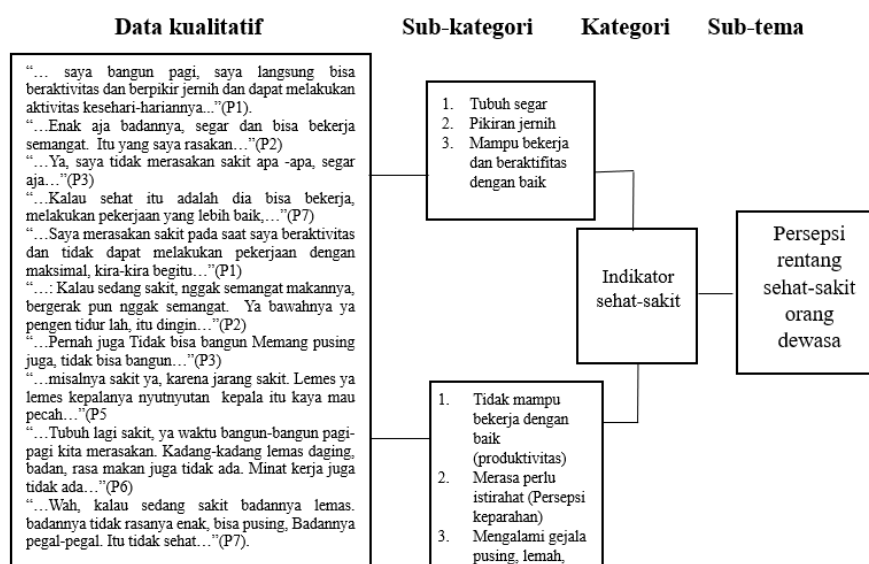 Data kualitatif
Sub-kategori
Kategori
Sub-tema
“… saya bangun pagi, saya langsung bisa
beraktivitas dan berpikir jernih dan dapat melakukan
aktivitas kesehari-hariannya...”(P1).
“…Enak aja badannya, segar dan bisa bekerja
semangat. Itu yang saya rasakan…”(P2)
“…Ya, saya tidak merasakan sakit apa -apa, segar
aja…”(P3)
“…Kalau sehat itu adalah dia bisa bekerja,
melakukan pekerjaan yang lebih baik,…”(P7)
“…Saya merasakan sakit pada saat saya beraktivitas
dan tidak dapat melakukan pekerjaan dengan
maksimal, kira-kira begitu…”(P1)
“…: Kalau sedang sakit, nggak semangat makannya,
bergerak pun nggak semangat. Ya bawahnya ya
pengen tidur lah, itu dingin…”(P2)
“…Pernah juga Tidak bisa bangun Memang pusing
juga, tidak bisa bangun…”(P3)
“…misalnya sakit ya, karena jarang sakit. Lemes ya
lemes kepalanya nyutnyutan kepala itu kaya mau
pecah…”(P5
“…Tubuh lagi sakit, ya waktu bangun-bangun pagi-
pagi kita merasakan. Kadang-kadang lemas daging,
badan, rasa makan juga tidak ada. Minat kerja juga
tidak ada…”(P6)
“…Wah, kalau sedang sakit badannya lemas.
badannya tidak rasanya enak, bisa pusing, Badannya
pegal-pegal. Itu tidak sehat…”(P7).
1. Tubuh segar
2. Pikiran jernih
3. Mampu bekerja
dan beraktifitas
dengan baik
1. Tidak mampu
bekerja dengan
baik
(produktivitas)
2. Merasa perlu
istirahat (Persepsi
keparahan)
3. Mengalami gejala
pusing, lemah,
Indikator
sehat-sakit
Persepsi
rentang
sehat-sakit
orang
dewasa